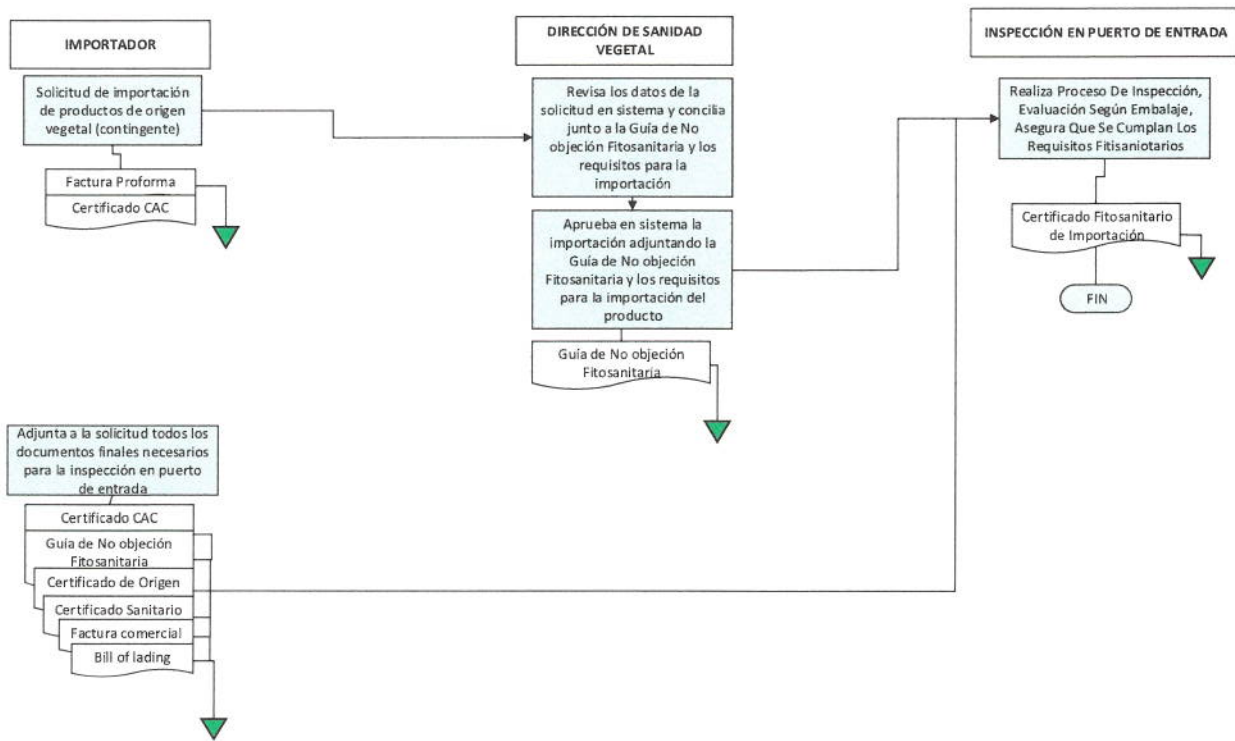 IMPORTADOR
Solicitud de importación
de productos de origen
vegetal (contingente)
Factura Proforma
Certificado CAC
Adjunta a la solicitud todos los
documentos finales necesarios
para la inspección en puerto
de entrada
Certificado CAC
Guía de No objeción
Fitosanitaria
Certificado de Origen
Certificado Sanitario
Factura comercial
Bill of lading
DIRECCIÓN DE SANIDAD
VEGETAL
Revisa los datos de la
solicitud en sistema y concilia
junto a la Guía de No
objeción Fitosanitaria y los
requisitos para la
importación
Aprueba en sistema la
importación adjuntando la
Guía de No objeción
Fitosanitaria y los requisitos
para la importación del
producto
Guía de No objeción
Fitosanitaria
INSPECCIÓN EN PUERTO DE ENTRADA
Realiza Proceso De Inspección,
Evaluación Según Embalaje,
Asegura Que Se Cumplan Los
Requisitos Fitisaniotarios
Certificado Fitosanitario
de Importación
FIN